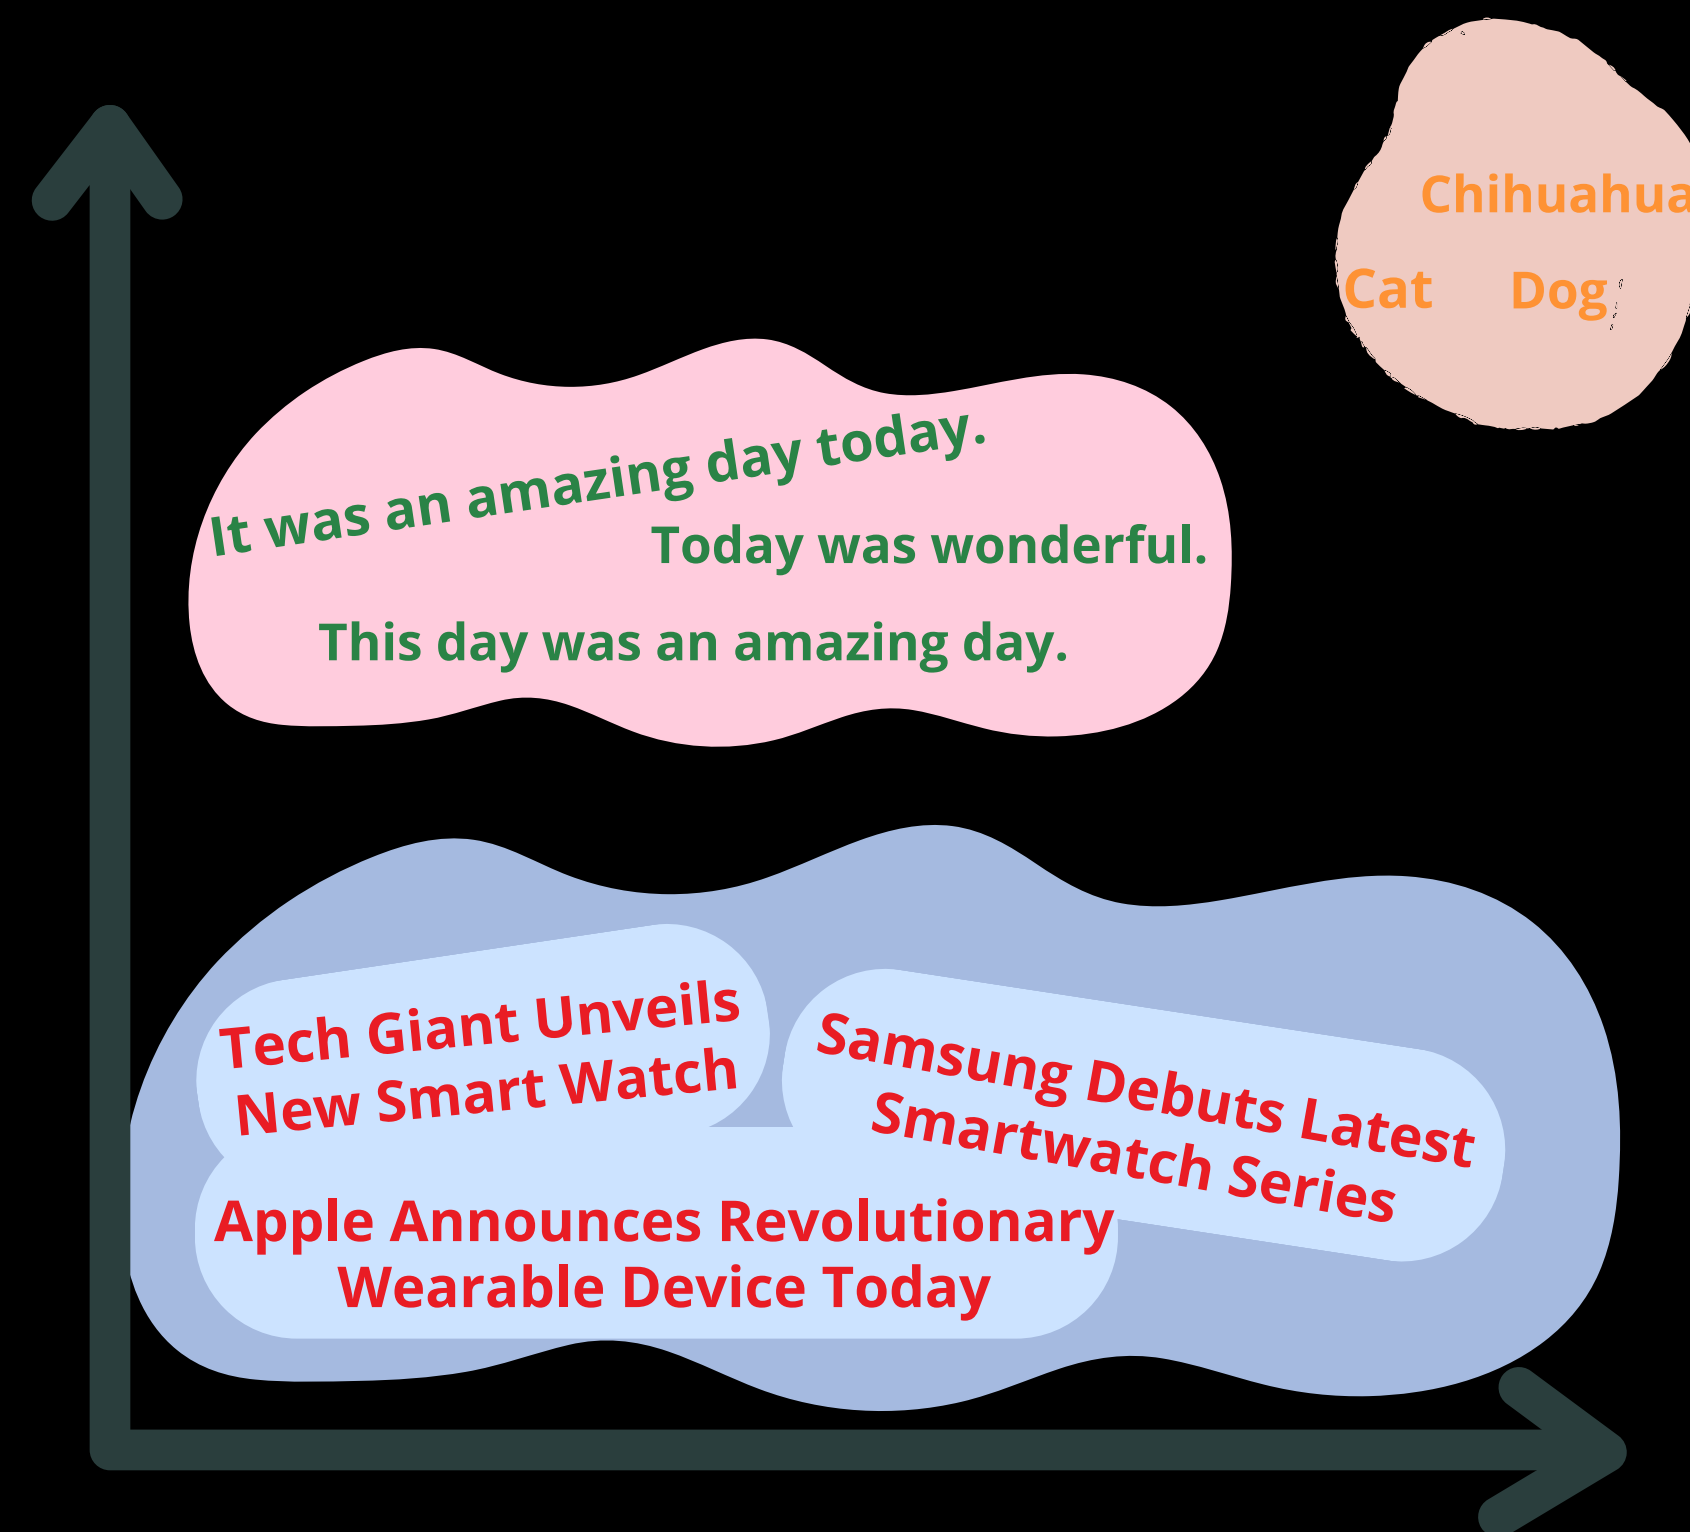 Chihuahua
Cat
Dog
It was an amazing day today.
Today was wonderful.
This day was an amazing day.
Tech Giant Unveils
New Smart Watch
Samsung Debuts Latest
Smartwatch Series
Apple Announces Revolutionary
Wearable Device Today